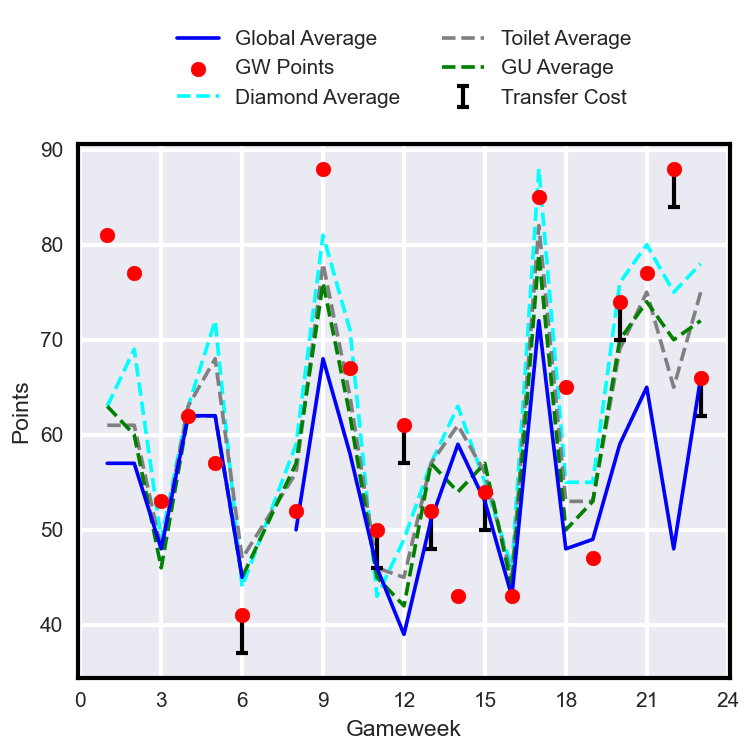 Global Average
GW Points
Diamond Average
Toilet Average
GU Average
Transfer Cost
90
80
70
60
50
40
Points
0 3 6 9 12 15 18 21 24
Gameweek